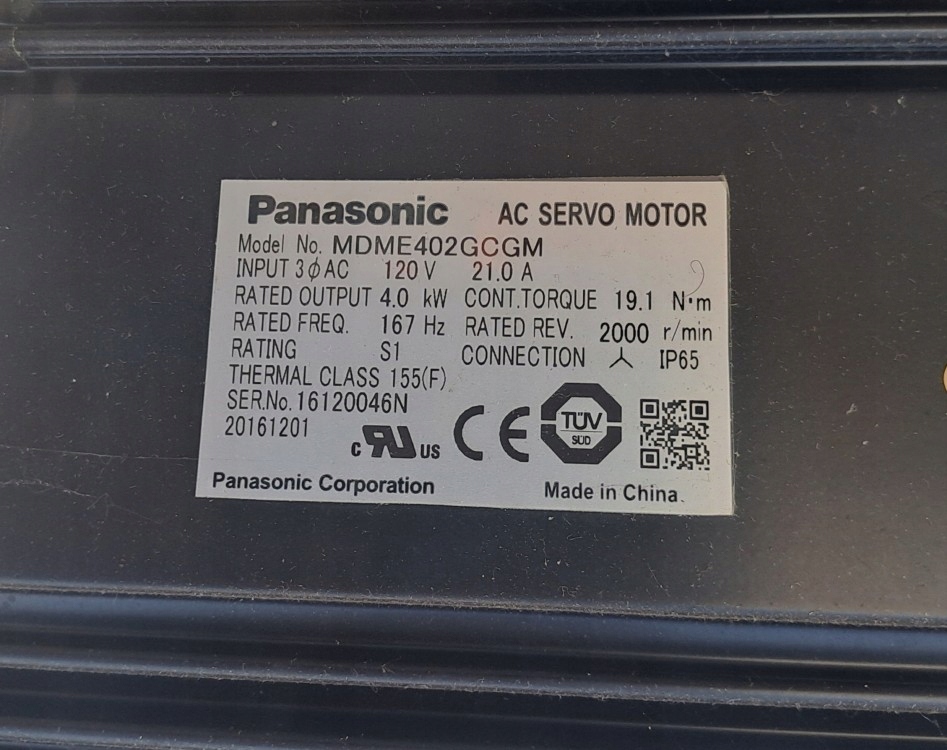 Panasonic AC SERVO MOTOR
Model No. MDME402GCGM
INPUT 3ϕAC 120 V 21.0 A
RATED OUTPUT 4.0 kW CONT.TORQUE 19.1 N·m
RATED FREQ. 167 Hz RATED REV. 2000 r/min
RATING S1 CONNECTION 人 IP65
THERMAL CLASS 155(F)
SER.No. 16120046N
20161201
c RU US CE TÜV SÜD
Panasonic Corporation Made in China.